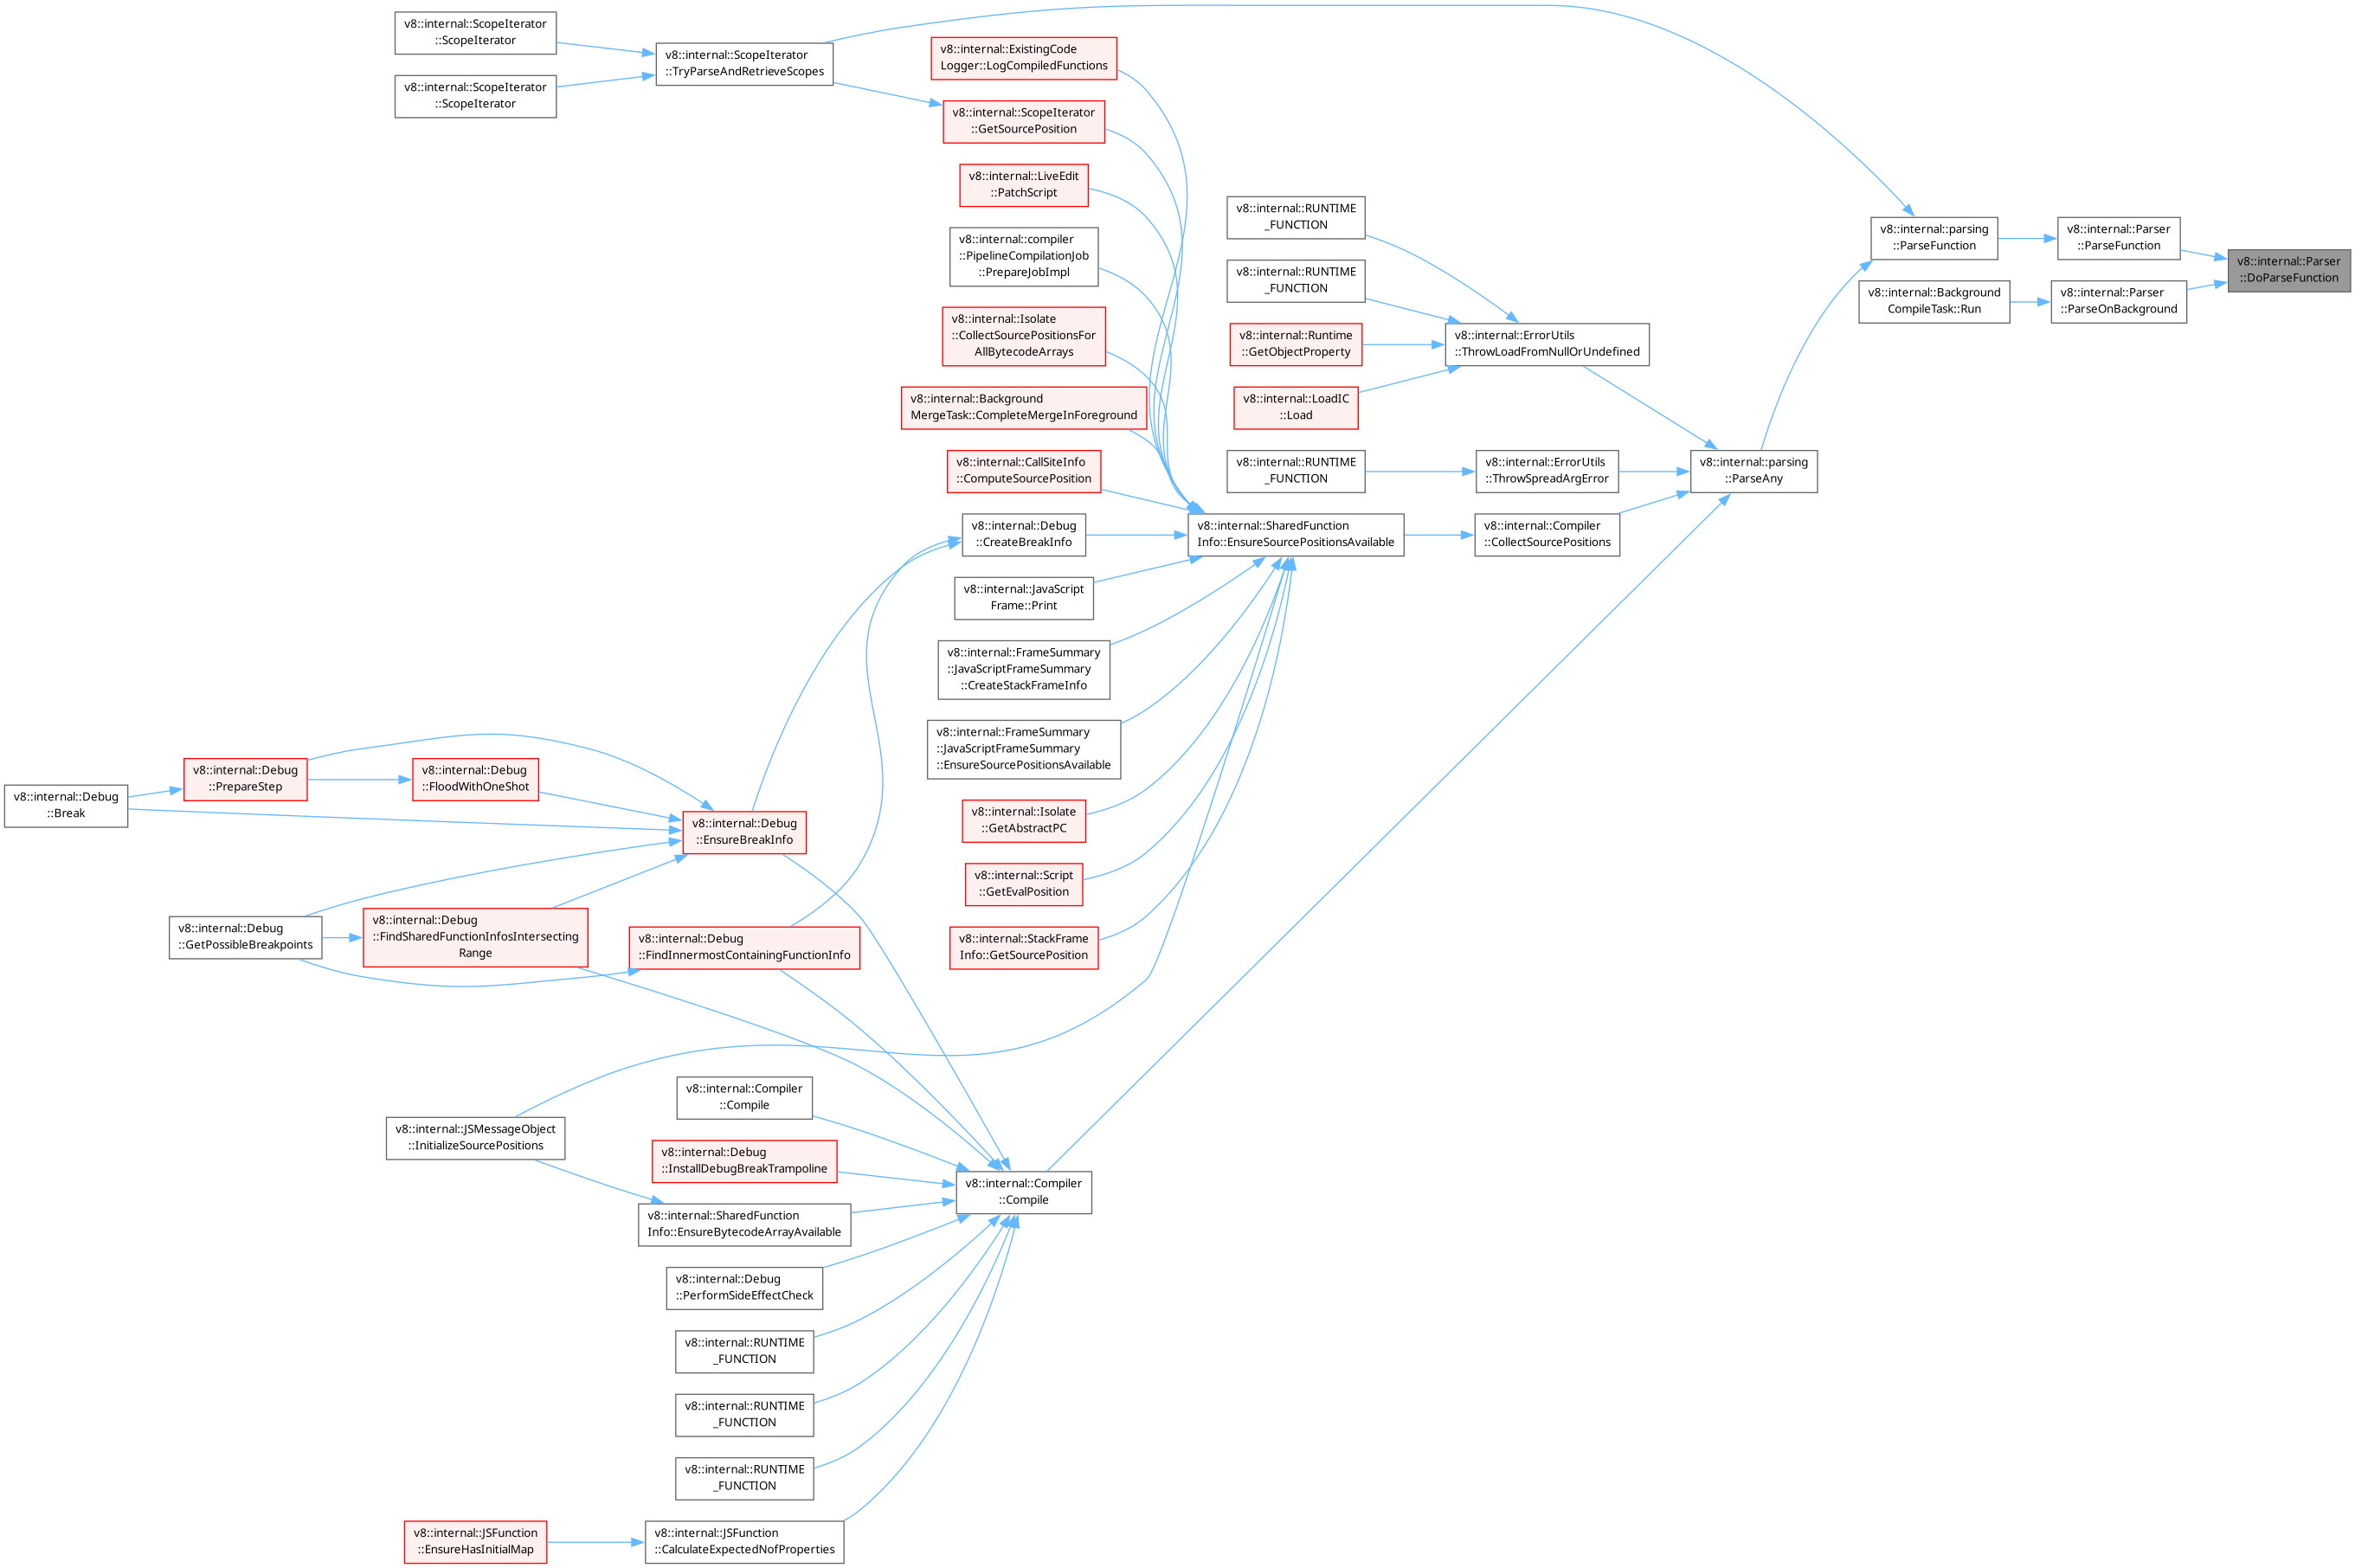 v8::internal::ScopeIterator
::ScopeIterator
v8::internal::ScopeIterator
::ScopeIterator
v8::internal::ScopeIterator
::TryParseAndRetrieveScopes
v8::internal::ExistingCode
Logger::LogCompiledFunctions
v8::internal::ScopeIterator
::GetSourcePosition
v8::internal::LiveEdit
::PatchScript
v8::internal::compiler
::PipelineCompilationJob
::PrepareJobImpl
v8::internal::Isolate
::CollectSourcePositionsFor
AllBytecodeArrays
v8::internal::Background
MergeTask::CompleteMergeInForeground
v8::internal::CallSiteInfo
::ComputeSourcePosition
v8::internal::Debug
::CreateBreakInfo
v8::internal::JavaScript
Frame::Print
v8::internal::FrameSummary
::JavaScriptFrameSummary
::CreateStackFrameInfo
v8::internal::FrameSummary
::JavaScriptFrameSummary
::EnsureSourcePositionsAvailable
v8::internal::Isolate
::GetAbstractPC
v8::internal::Script
::GetEvalPosition
v8::internal::StackFrame
Info::GetSourcePosition
v8::internal::RUNTIME
_FUNCTION
v8::internal::RUNTIME
_FUNCTION
v8::internal::Runtime
::GetObjectProperty
v8::internal::LoadIC
::Load
v8::internal::RUNTIME
_FUNCTION
v8::internal::SharedFunction
Info::EnsureSourcePositionsAvailable
v8::internal::ErrorUtils
::ThrowLoadFromNullOrUndefined
v8::internal::ErrorUtils
::ThrowSpreadArgError
v8::internal::Compiler
::CollectSourcePositions
v8::internal::parsing
::ParseAny
v8::internal::parsing
::ParseFunction
v8::internal::Background
CompileTask::Run
v8::internal::Parser
::ParseFunction
v8::internal::Parser
::ParseOnBackground
v8::internal::Parser
::DoParseFunction
v8::internal::Debug
::Break
v8::internal::Debug
::PrepareStep
v8::internal::Debug
::FloodWithOneShot
v8::internal::Debug
::EnsureBreakInfo
v8::internal::Debug
::GetPossibleBreakpoints
v8::internal::Debug
::FindSharedFunctionInfosIntersecting
Range
v8::internal::Debug
::FindInnermostContainingFunctionInfo
v8::internal::JSMessageObject
::InitializeSourcePositions
v8::internal::Compiler
::Compile
v8::internal::Debug
::InstallDebugBreakTrampoline
v8::internal::SharedFunction
Info::EnsureBytecodeArrayAvailable
v8::internal::Debug
::PerformSideEffectCheck
v8::internal::RUNTIME
_FUNCTION
v8::internal::RUNTIME
_FUNCTION
v8::internal::RUNTIME
_FUNCTION
v8::internal::JSFunction
::CalculateExpectedNofProperties
v8::internal::JSFunction
::EnsureHasInitialMap
v8::internal::Compiler
::Compile